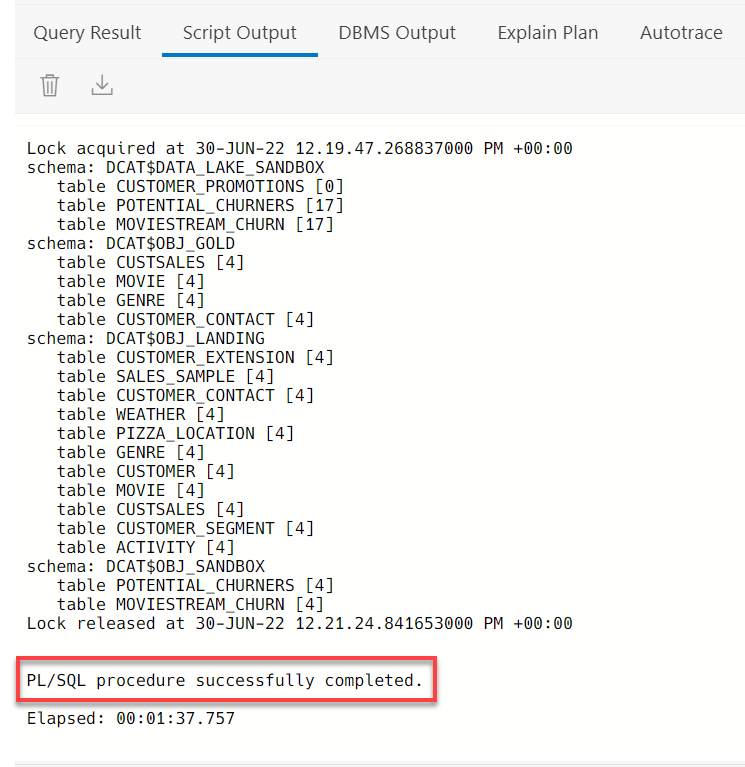 Query Result Script Output DBMS Output Explain Plan Autotrace
Lock acquired at 30-JUN-22 12.19.47.268837000 PM +00:00
schema: DCAT$DATA_LAKE_SANDBOX
   table CUSTOMER_PROMOTIONS [0]
   table POTENTIAL_CHURNERS [17]
   table MOVIESTREAM_CHURN [17]
schema: DCAT$OBJ_GOLD
   table CUSTSALES [4]
   table MOVIE [4]
   table GENRE [4]
   table CUSTOMER_CONTACT [4]
schema: DCAT$OBJ_LANDING
   table CUSTOMER_EXTENSION [4]
   table SALES_SAMPLE [4]
   table CUSTOMER_CONTACT [4]
   table WEATHER [4]
   table PIZZA_LOCATION [4]
   table GENRE [4]
   table CUSTOMER [4]
   table MOVIE [4]
   table CUSTSALES [4]
   table CUSTOMER_SEGMENT [4]
   table ACTIVITY [4]
schema: DCAT$OBJ_SANDBOX
   table POTENTIAL_CHURNERS [4]
   table MOVIESTREAM_CHURN [4]
Lock released at 30-JUN-22 12.21.24.841653000 PM +00:00
PL/SQL procedure successfully completed.
Elapsed: 00:01:37.757